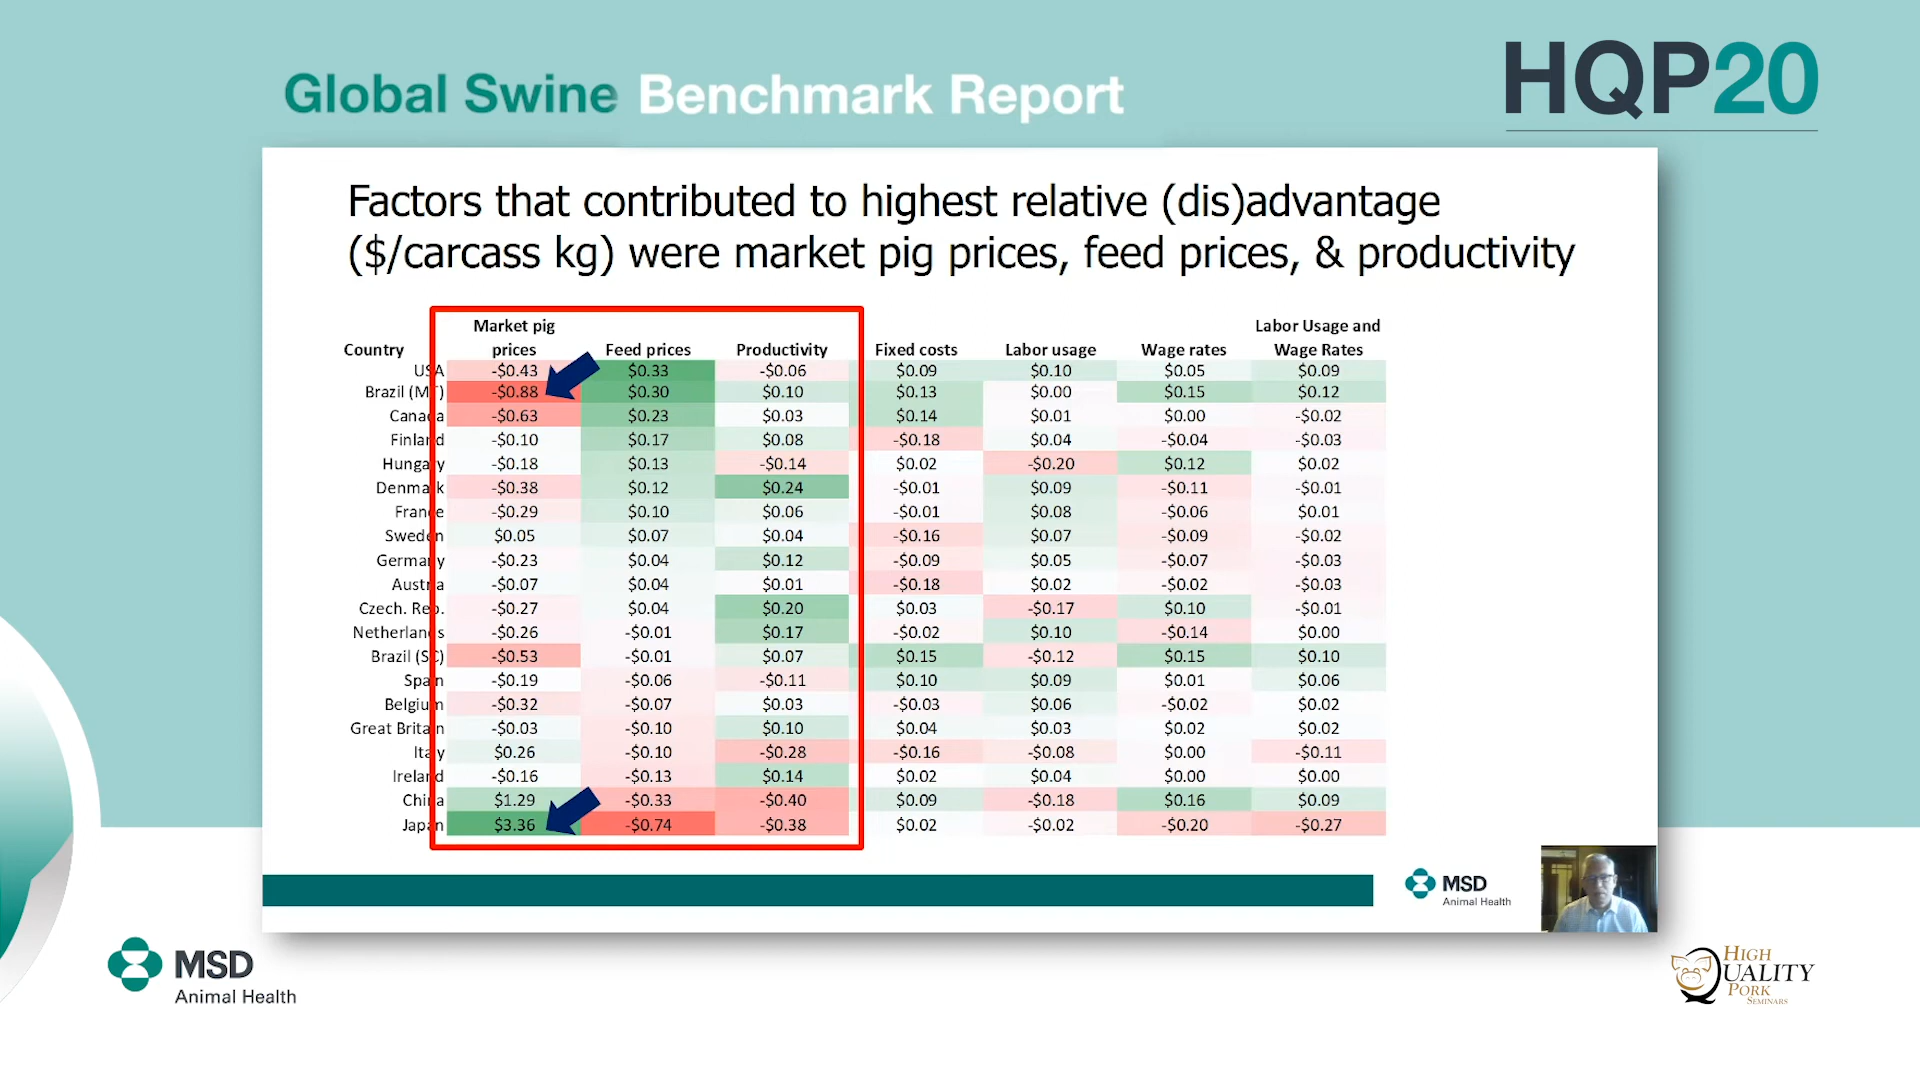 Global Swine Benchmark Report
HQP20
Factors that contributed to highest relative (dis)advantage
($/carcass kg) were market pig prices, feed prices, & productivity
Country Market pig prices Feed prices Productivity Fixed costs Labor usage Wage rates Labor Usage and Wage Rates
USA -$0.43 $0.33 -$0.06 $0.09 $0.10 $0.05 $0.09
Brazil (MT) -$0.88 $0.30 $0.10 $0.13 $0.00 $0.15 $0.12
Canada -$0.63 $0.23 $0.03 $0.14 $0.01 $0.00 -$0.02
Finland -$0.10 $0.17 $0.08 -$0.18 $0.04 -$0.04 -$0.03
Hungary -$0.18 $0.13 -$0.14 $0.02 -$0.20 $0.12 $0.02
Denmark -$0.38 $0.12 $0.24 -$0.01 $0.09 -$0.11 -$0.01
France -$0.29 $0.10 $0.06 -$0.01 $0.08 -$0.06 $0.01
Sweden $0.05 $0.07 $0.04 -$0.16 $0.07 -$0.09 -$0.02
Germany -$0.23 $0.04 $0.12 -$0.09 $0.05 -$0.07 -$0.03
Austria -$0.07 $0.04 $0.01 -$0.18 $0.02 -$0.02 -$0.03
Czech. Rep. -$0.27 $0.04 $0.20 $0.03 -$0.17 $0.10 -$0.01
Netherlands -$0.26 -$0.01 $0.17 -$0.02 $0.10 -$0.14 $0.00
Brazil (SC) -$0.53 -$0.01 $0.07 $0.15 -$0.12 $0.15 $0.10
Spain -$0.19 -$0.06 -$0.11 $0.10 $0.09 $0.01 $0.06
Belgium -$0.32 -$0.07 $0.03 -$0.03 $0.06 -$0.02 $0.02
Great Britain -$0.03 -$0.10 $0.10 $0.04 $0.03 $0.02 $0.02
Italy $0.26 -$0.10 -$0.28 -$0.16 -$0.08 $0.00 -$0.11
Ireland -$0.16 -$0.13 $0.14 $0.02 $0.04 $0.00 $0.00
China $1.29 -$0.33 -$0.40 $0.09 -$0.18 $0.16 $0.09
Japan $3.36 -$0.74 -$0.38 $0.02 -$0.02 -$0.20 -$0.27
MSD
Animal Health
MSD
Animal Health
HIGH
QUALITY
PORK
SEMINARS